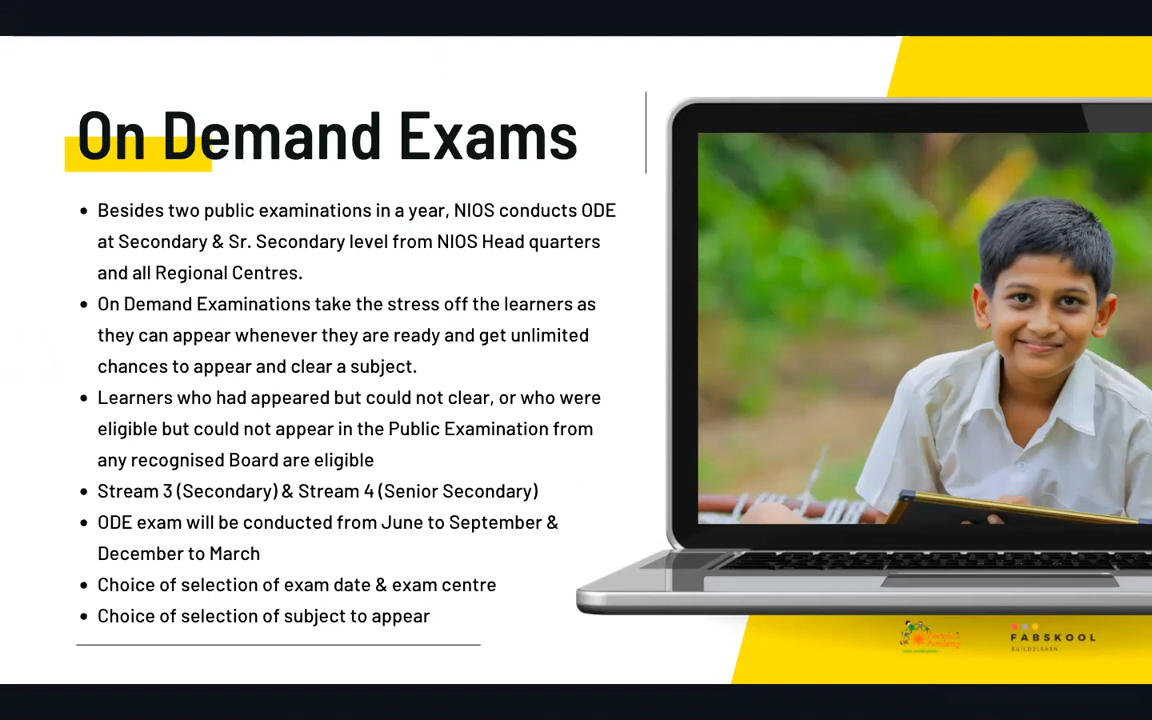 On Demand Exams
• Besides two public examinations in a year, NIOS conducts ODE
at Secondary & Sr. Secondary level from NIOS Head quarters
and all Regional Centres.
• On Demand Examinations take the stress off the learners as
they can appear whenever they are ready and get unlimited
chances to appear and clear a subject.
• Learners who had appeared but could not clear, or who were
eligible but could not appear in the Public Examination from
any recognised Board are eligible
• Stream 3 (Secondary) & Stream 4 (Senior Secondary)
• ODE exam will be conducted from June to September &
December to March
• Choice of selection of exam date & exam centre
• Choice of selection of subject to appear
FABSKOOL
BUILD2LEARN